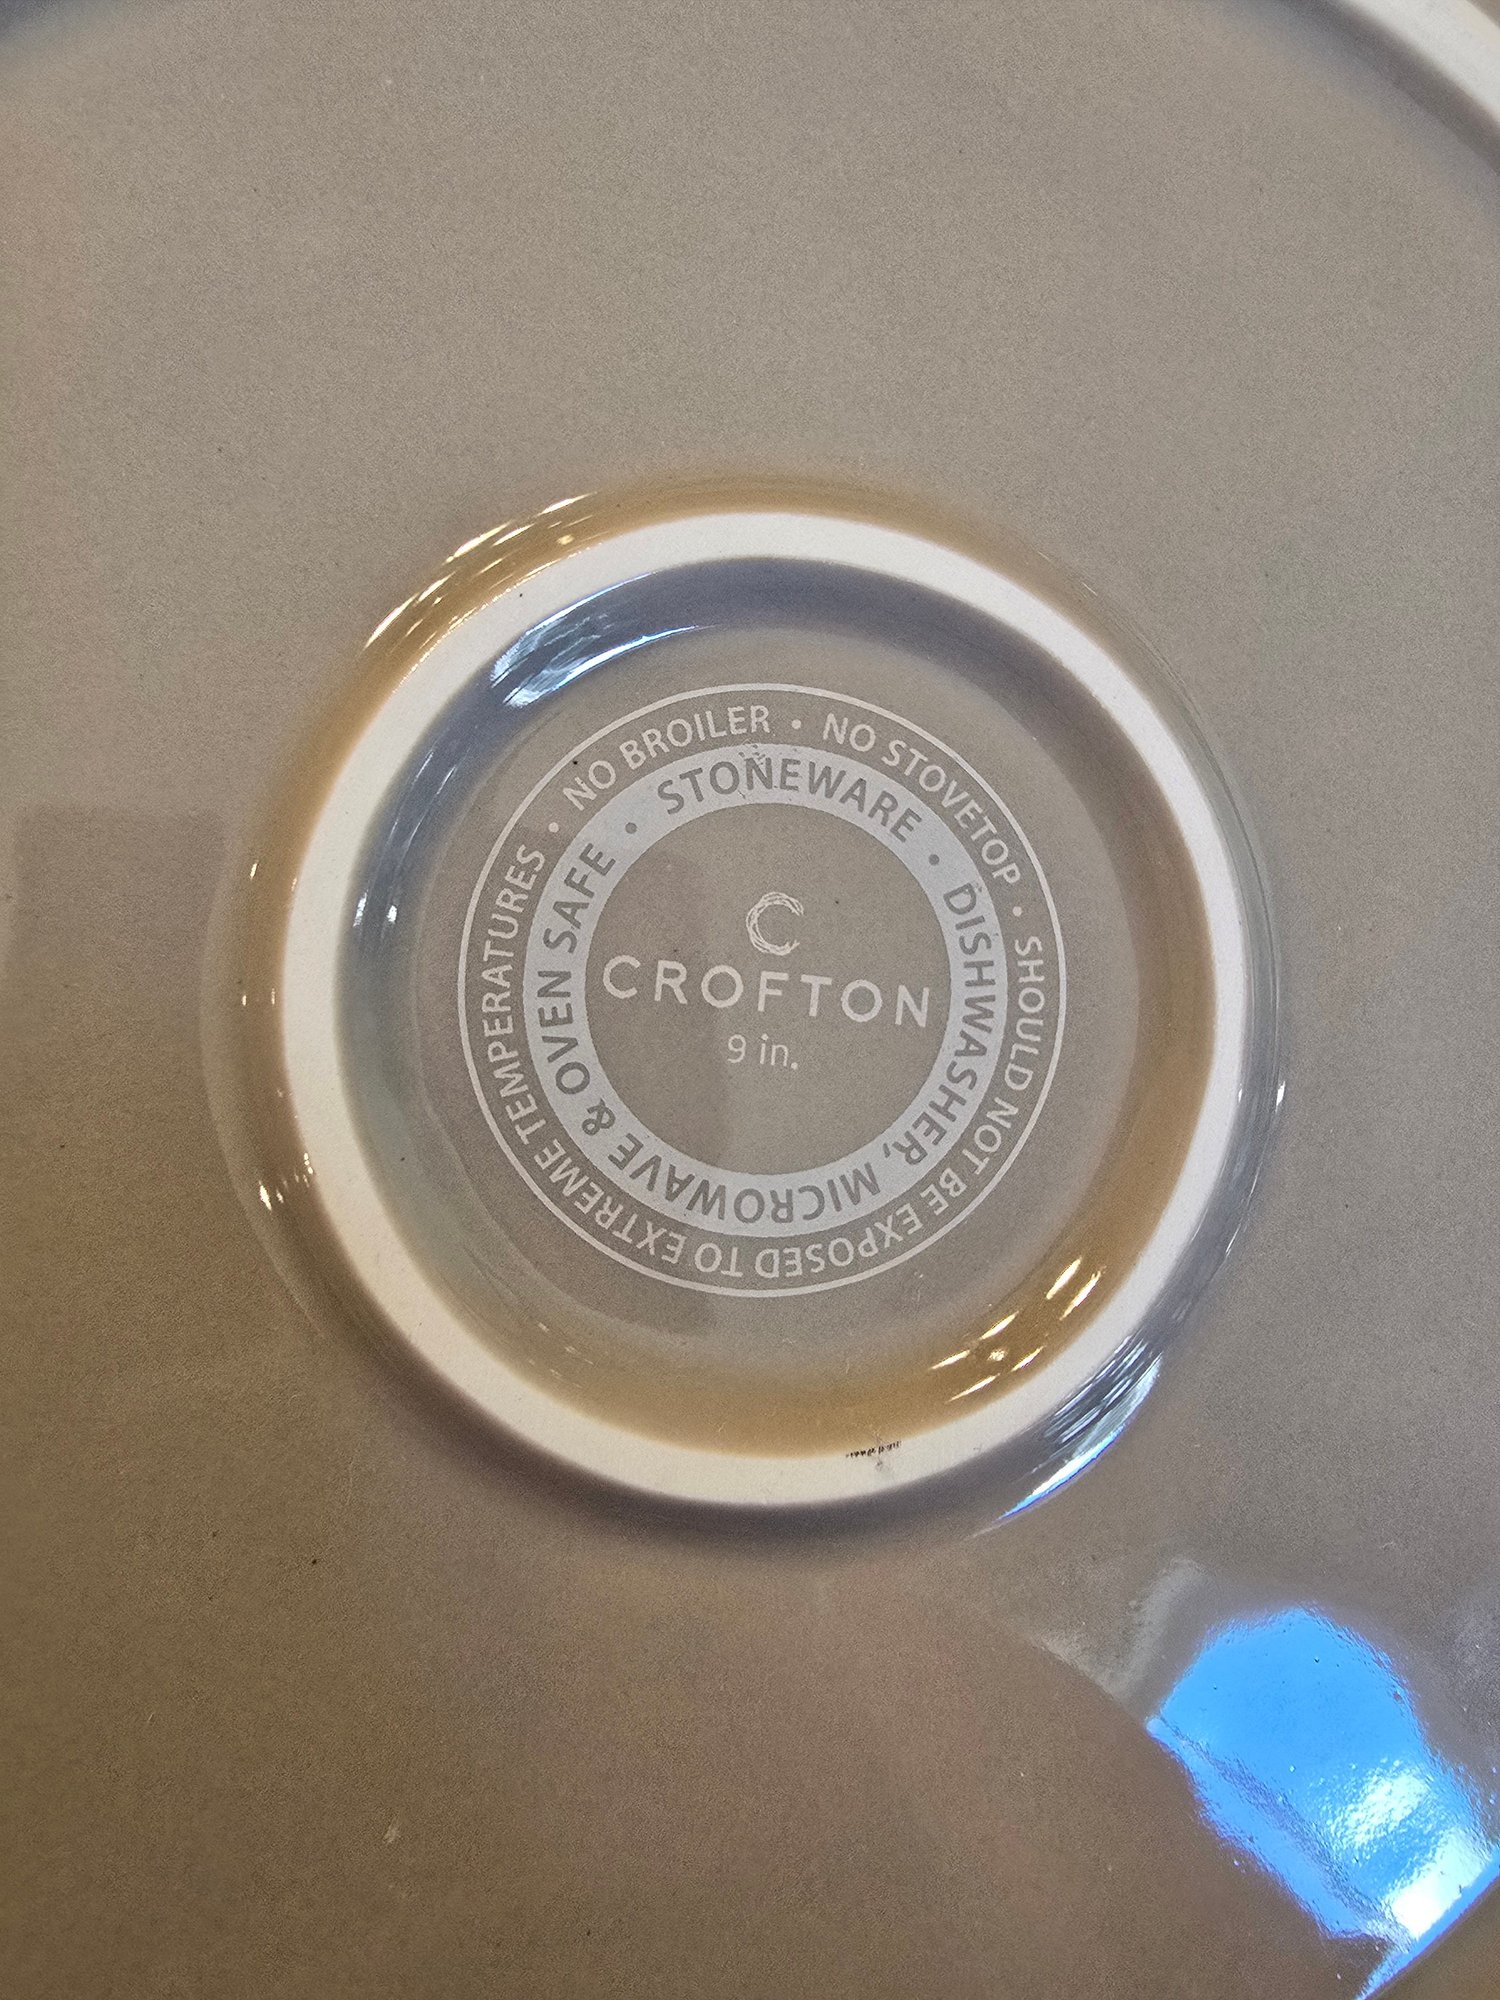 NO BROILER • NO STOVETOP • SHOULD NOT BE EXPOSED TO EXTREME TEMPERATURES •
STONEWARE • DISHWASHER, MICROWAVE & OVEN SAFE •
C
CROFTON
9 in.